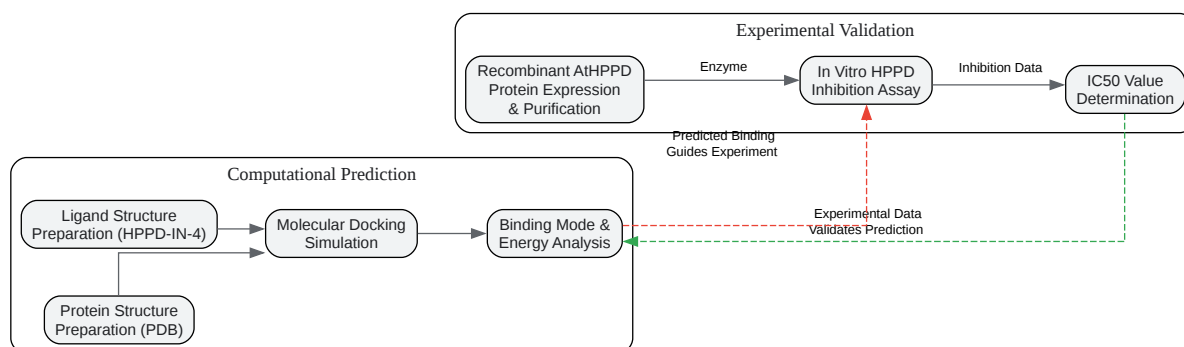 Experimental Validation
Recombinant AtHPPD
Protein Expression
& Purification
Enzyme
In Vitro HPPD
Inhibition Assay
Inhibition Data
IC50 Value
Determination
Predicted Binding
Guides Experiment
Computational Prediction
Ligand Structure
Preparation (HPPD-IN-4)
Molecular Docking
Simulation
Binding Mode &
Energy Analysis
Experimental Data
Validates Prediction
Protein Structure
Preparation (PDB)